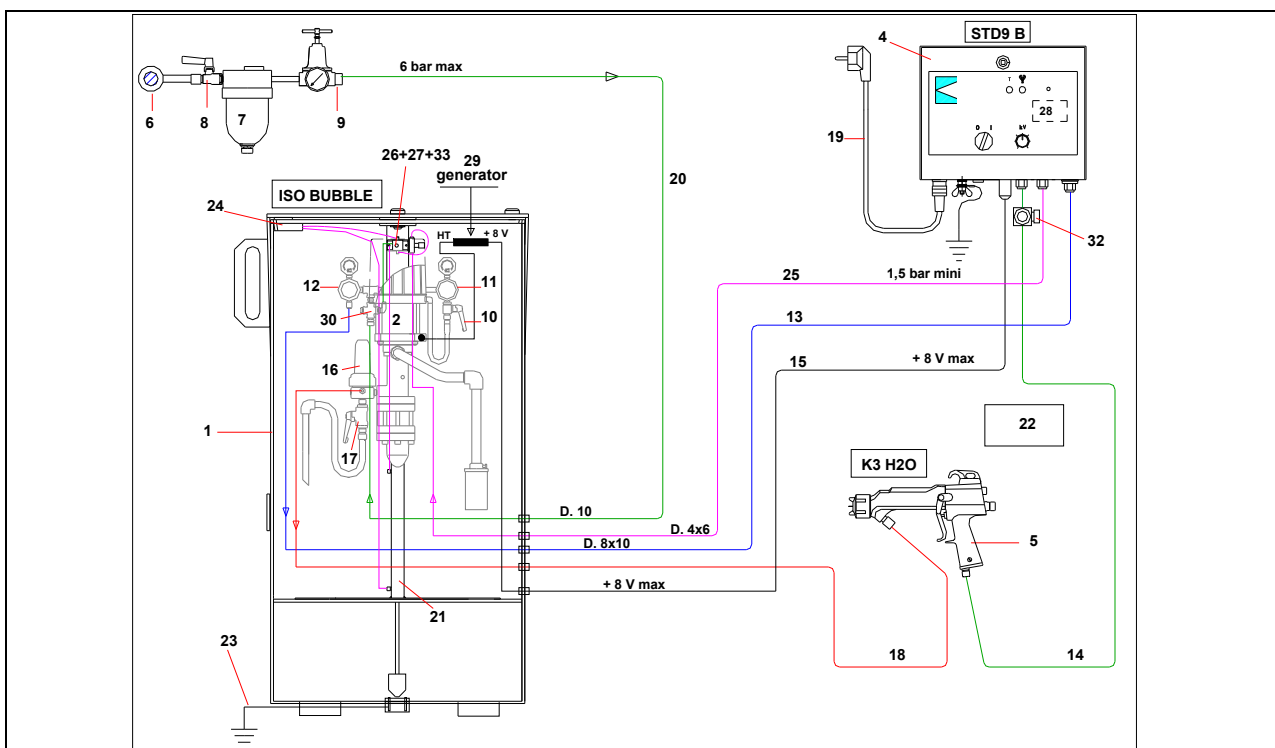 STD9 B
4
6 bar max
T
28
0 I
kV
6
8
7
9
19
26+27+33
29
generator
20
ISO BUBBLE
24
HT
+ 8 V
32
25
1,5 bar mini
12
11
30
2
10
13
15
+ 8 V max
16
1
22
17
K3 H2O
D. 10
D. 4x6
D. 8x10
5
+ 8 V max
21
23
18
14